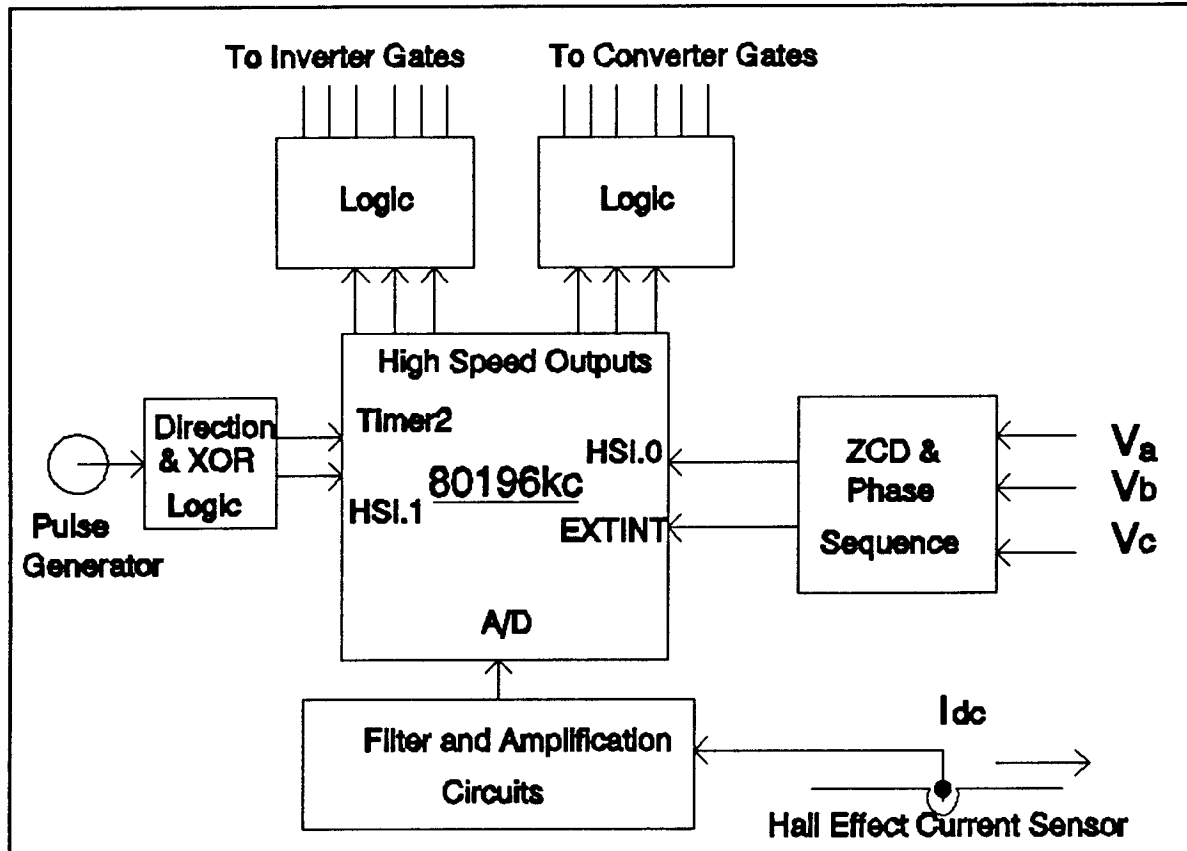 To Inverter Gates
To Converter Gates
Logic
Logic
High Speed Outputs
Timer2
HSI.0
80196kc
HSI.1
EXTINT
A/D
Direction
& XOR
Logic
Pulse
Generator
ZCD &
Phase
Sequence
Va
Vb
Vc
Filter and Amplification
Circuits
Idc
Hall Effect Current Sensor